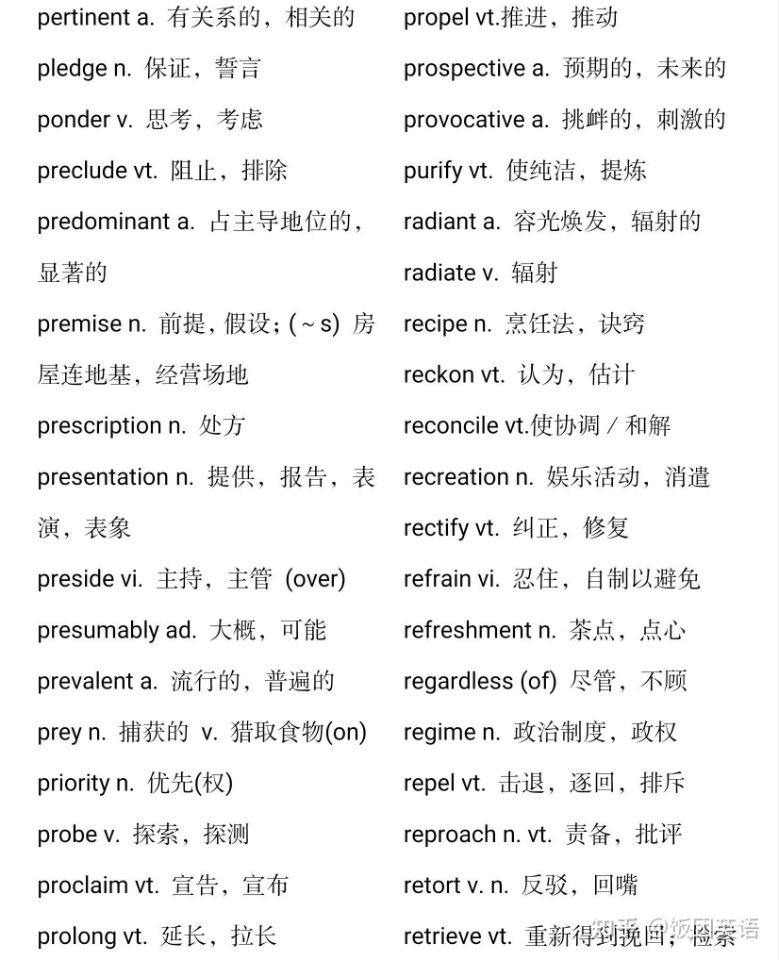 pertinent a. 有关系的，相关的
pledge n. 保证，誓言
ponder v. 思考，考虑
preclude vt. 阻止，排除
predominant a. 占主导地位的，
显著的
premise n. 前提，假设；(~s) 房
屋连地基，经营场地
prescription n. 处方
presentation n. 提供，报告，表
演，表象
preside vi. 主持，主管 (over)
presumably ad. 大概，可能
prevalent a. 流行的，普遍的
prey n. 捕获的 v. 猎取食物(on)
priority n. 优先(权)
probe v. 探索，探测
proclaim vt. 宣告，宣布
prolong vt. 延长，拉长
propel vt.推进，推动
prospective a. 预期的，未来的
provocative a. 挑衅的，刺激的
purify vt. 使纯洁，提炼
radiant a. 容光焕发，辐射的
radiate v. 辐射
recipe n. 烹饪法，诀窍
reckon vt. 认为，估计
reconcile vt.使协调／和解
recreation n. 娱乐活动，消遣
rectify vt. 纠正，修复
refrain vi. 忍住，自制以避免
refreshment n. 茶点，点心
regardless (of) 尽管，不顾
regime n. 政治制度，政权
repel vt. 击退，逐回，排斥
reproach n. vt. 责备，批评
retort v. n. 反驳，回嘴
retrieve vt. 重新得到挽回；检索
知乎 @饭团英语